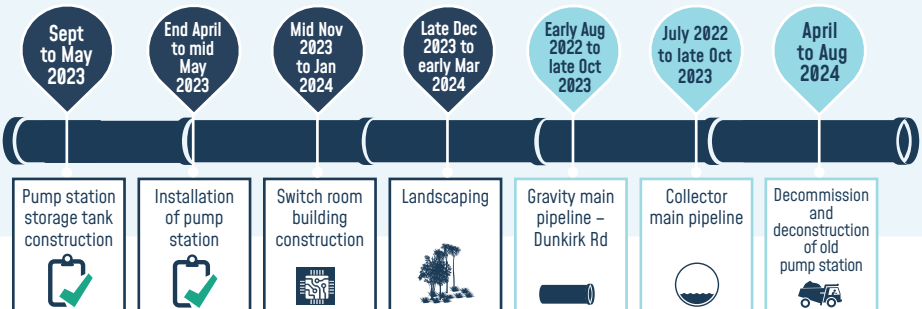 Sept
to May
2023
End April
to mid
May
2023
Mid Nov
2023
to Jan
2024
Late Dec
2023 to
early Mar
2024
Early Aug
2022 to
late Oct
2023
July 2022
to late Oct
2023
April
to Aug
2024
Pump station
storage tank
construction
Installation
of pump
station
Switch room
building
construction
Landscaping
Gravity main
pipeline –
Dunkirk Rd
Collector
main pipeline
Decommission
and
deconstruction
of old
pump station